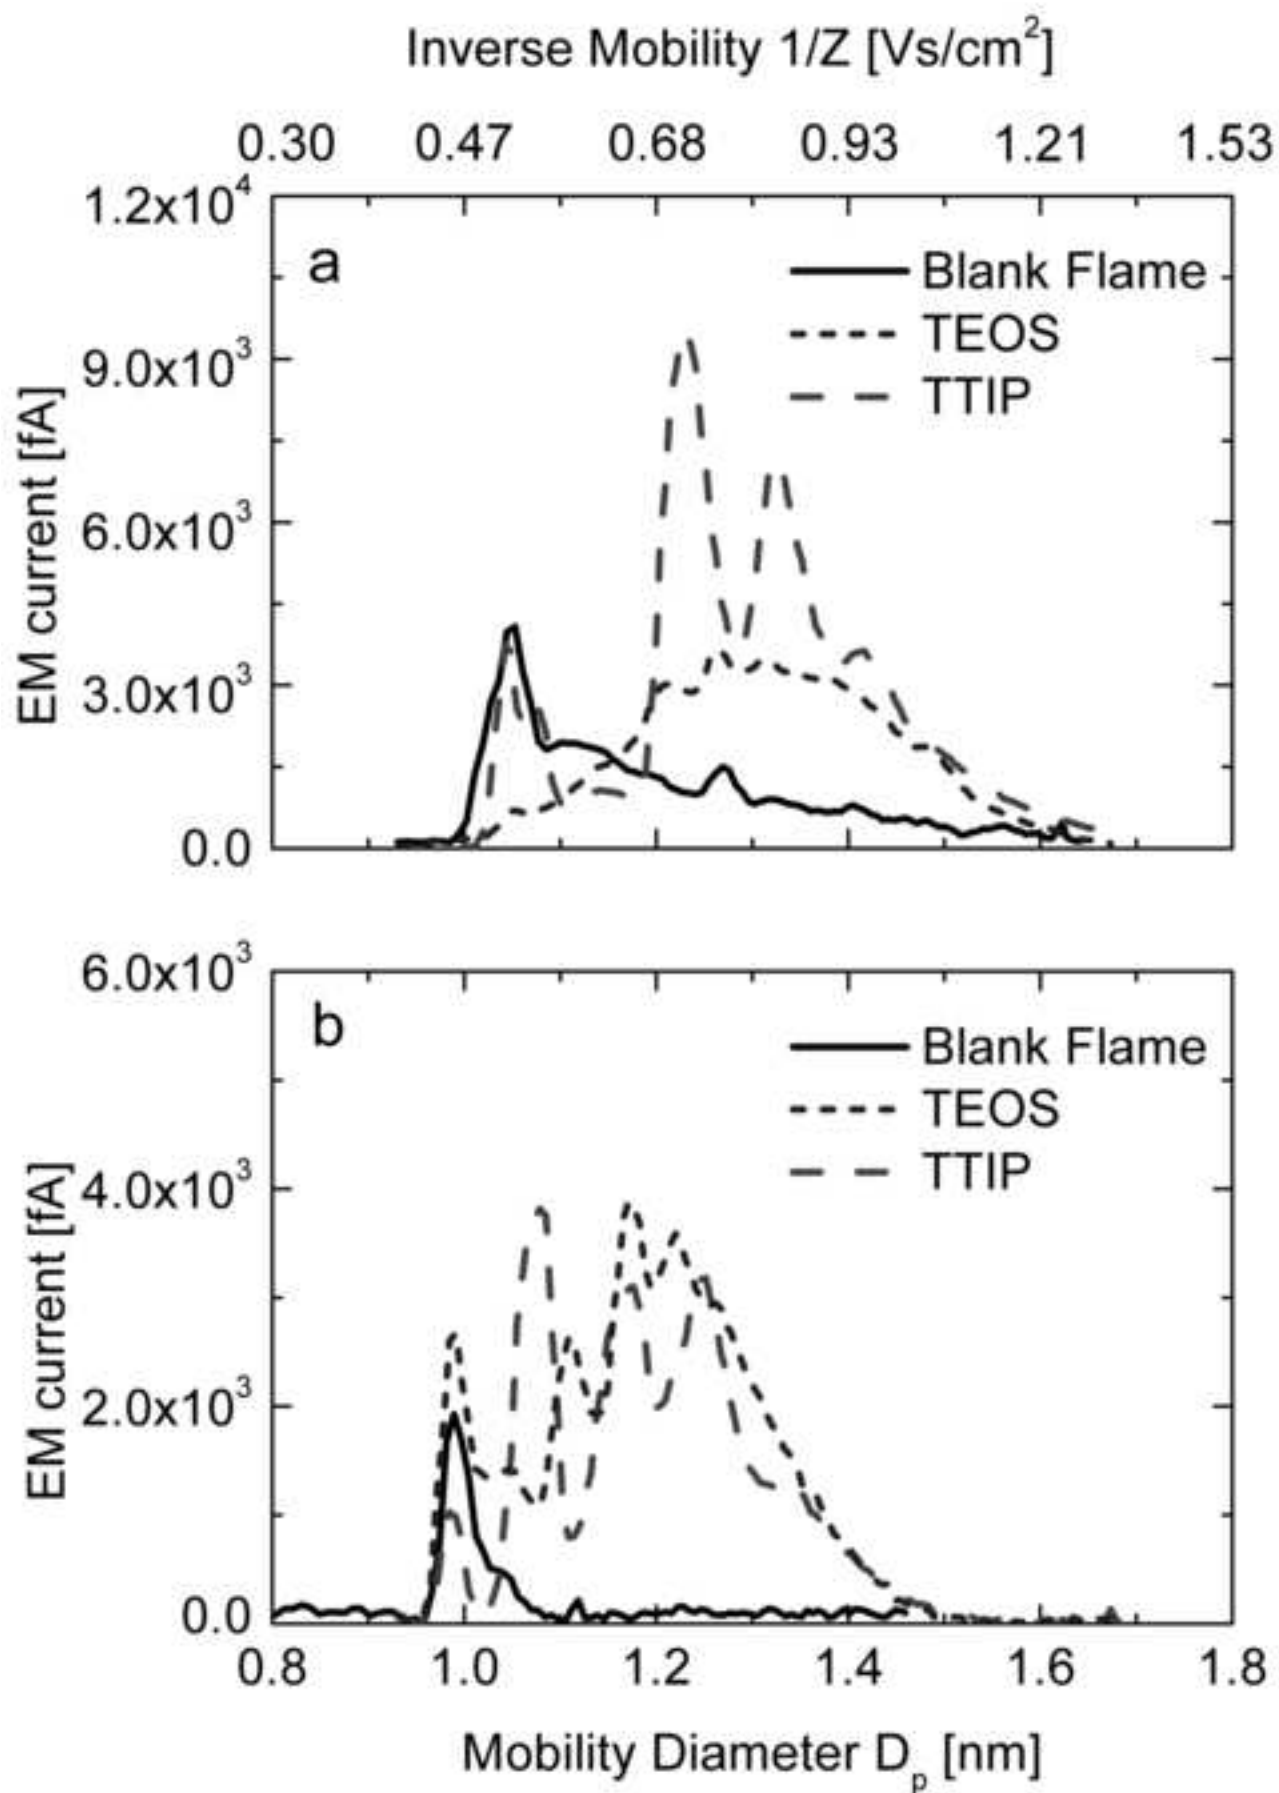 Inverse Mobility 1/Z [Vs/cm²]
0.30 0.47 0.68 0.93 1.21 1.53
1.2x10⁴
a
Blank Flame
TEOS
TTIP
9.0x10³
6.0x10³
3.0x10³
0.0
EM current [fA]
6.0x10³
b
Blank Flame
TEOS
TTIP
4.0x10³
2.0x10³
0.0
EM current [fA]
0.8 1.0 1.2 1.4 1.6 1.8
Mobility Diameter Dₚ [nm]